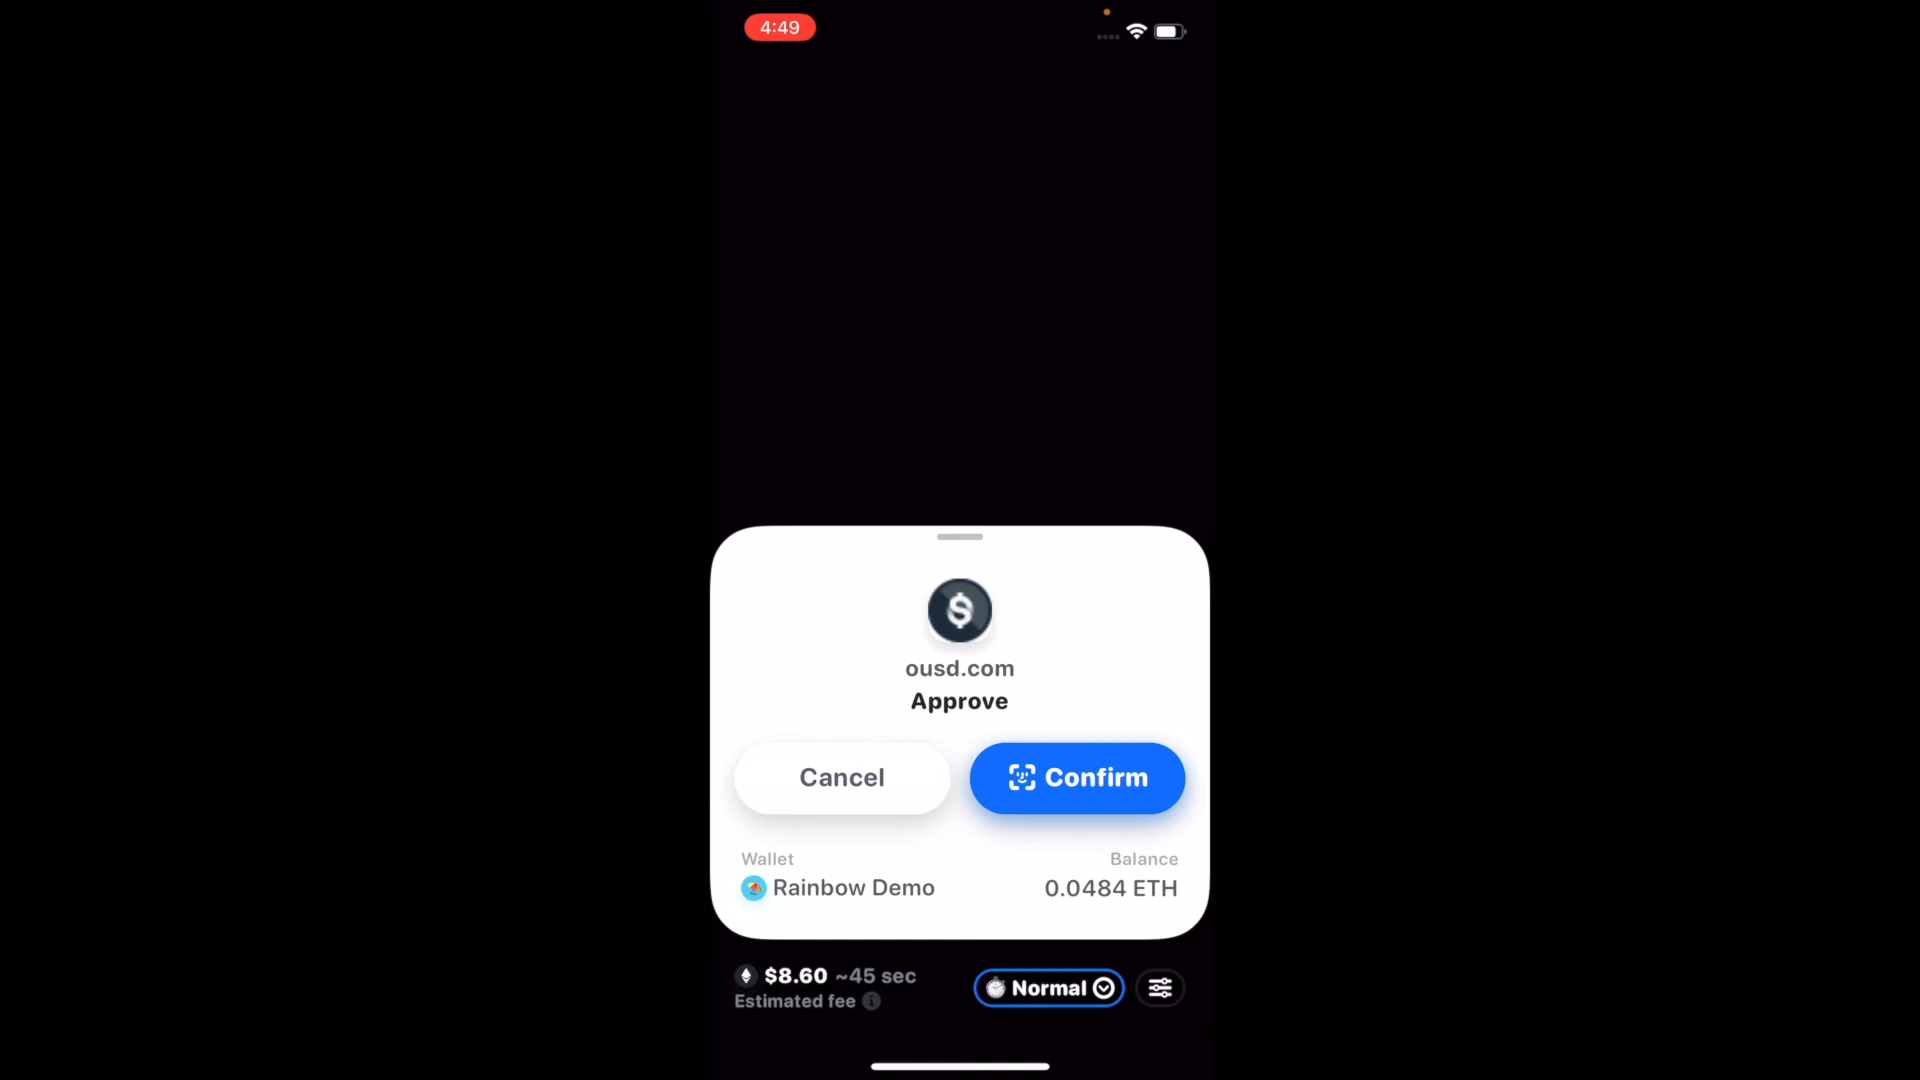 4:49
ousd.com
Approve
Cancel
Confirm
Wallet
Balance
Rainbow Demo
0.0484 ETH
$8.60 ~45 sec
Normal
Estimated fee